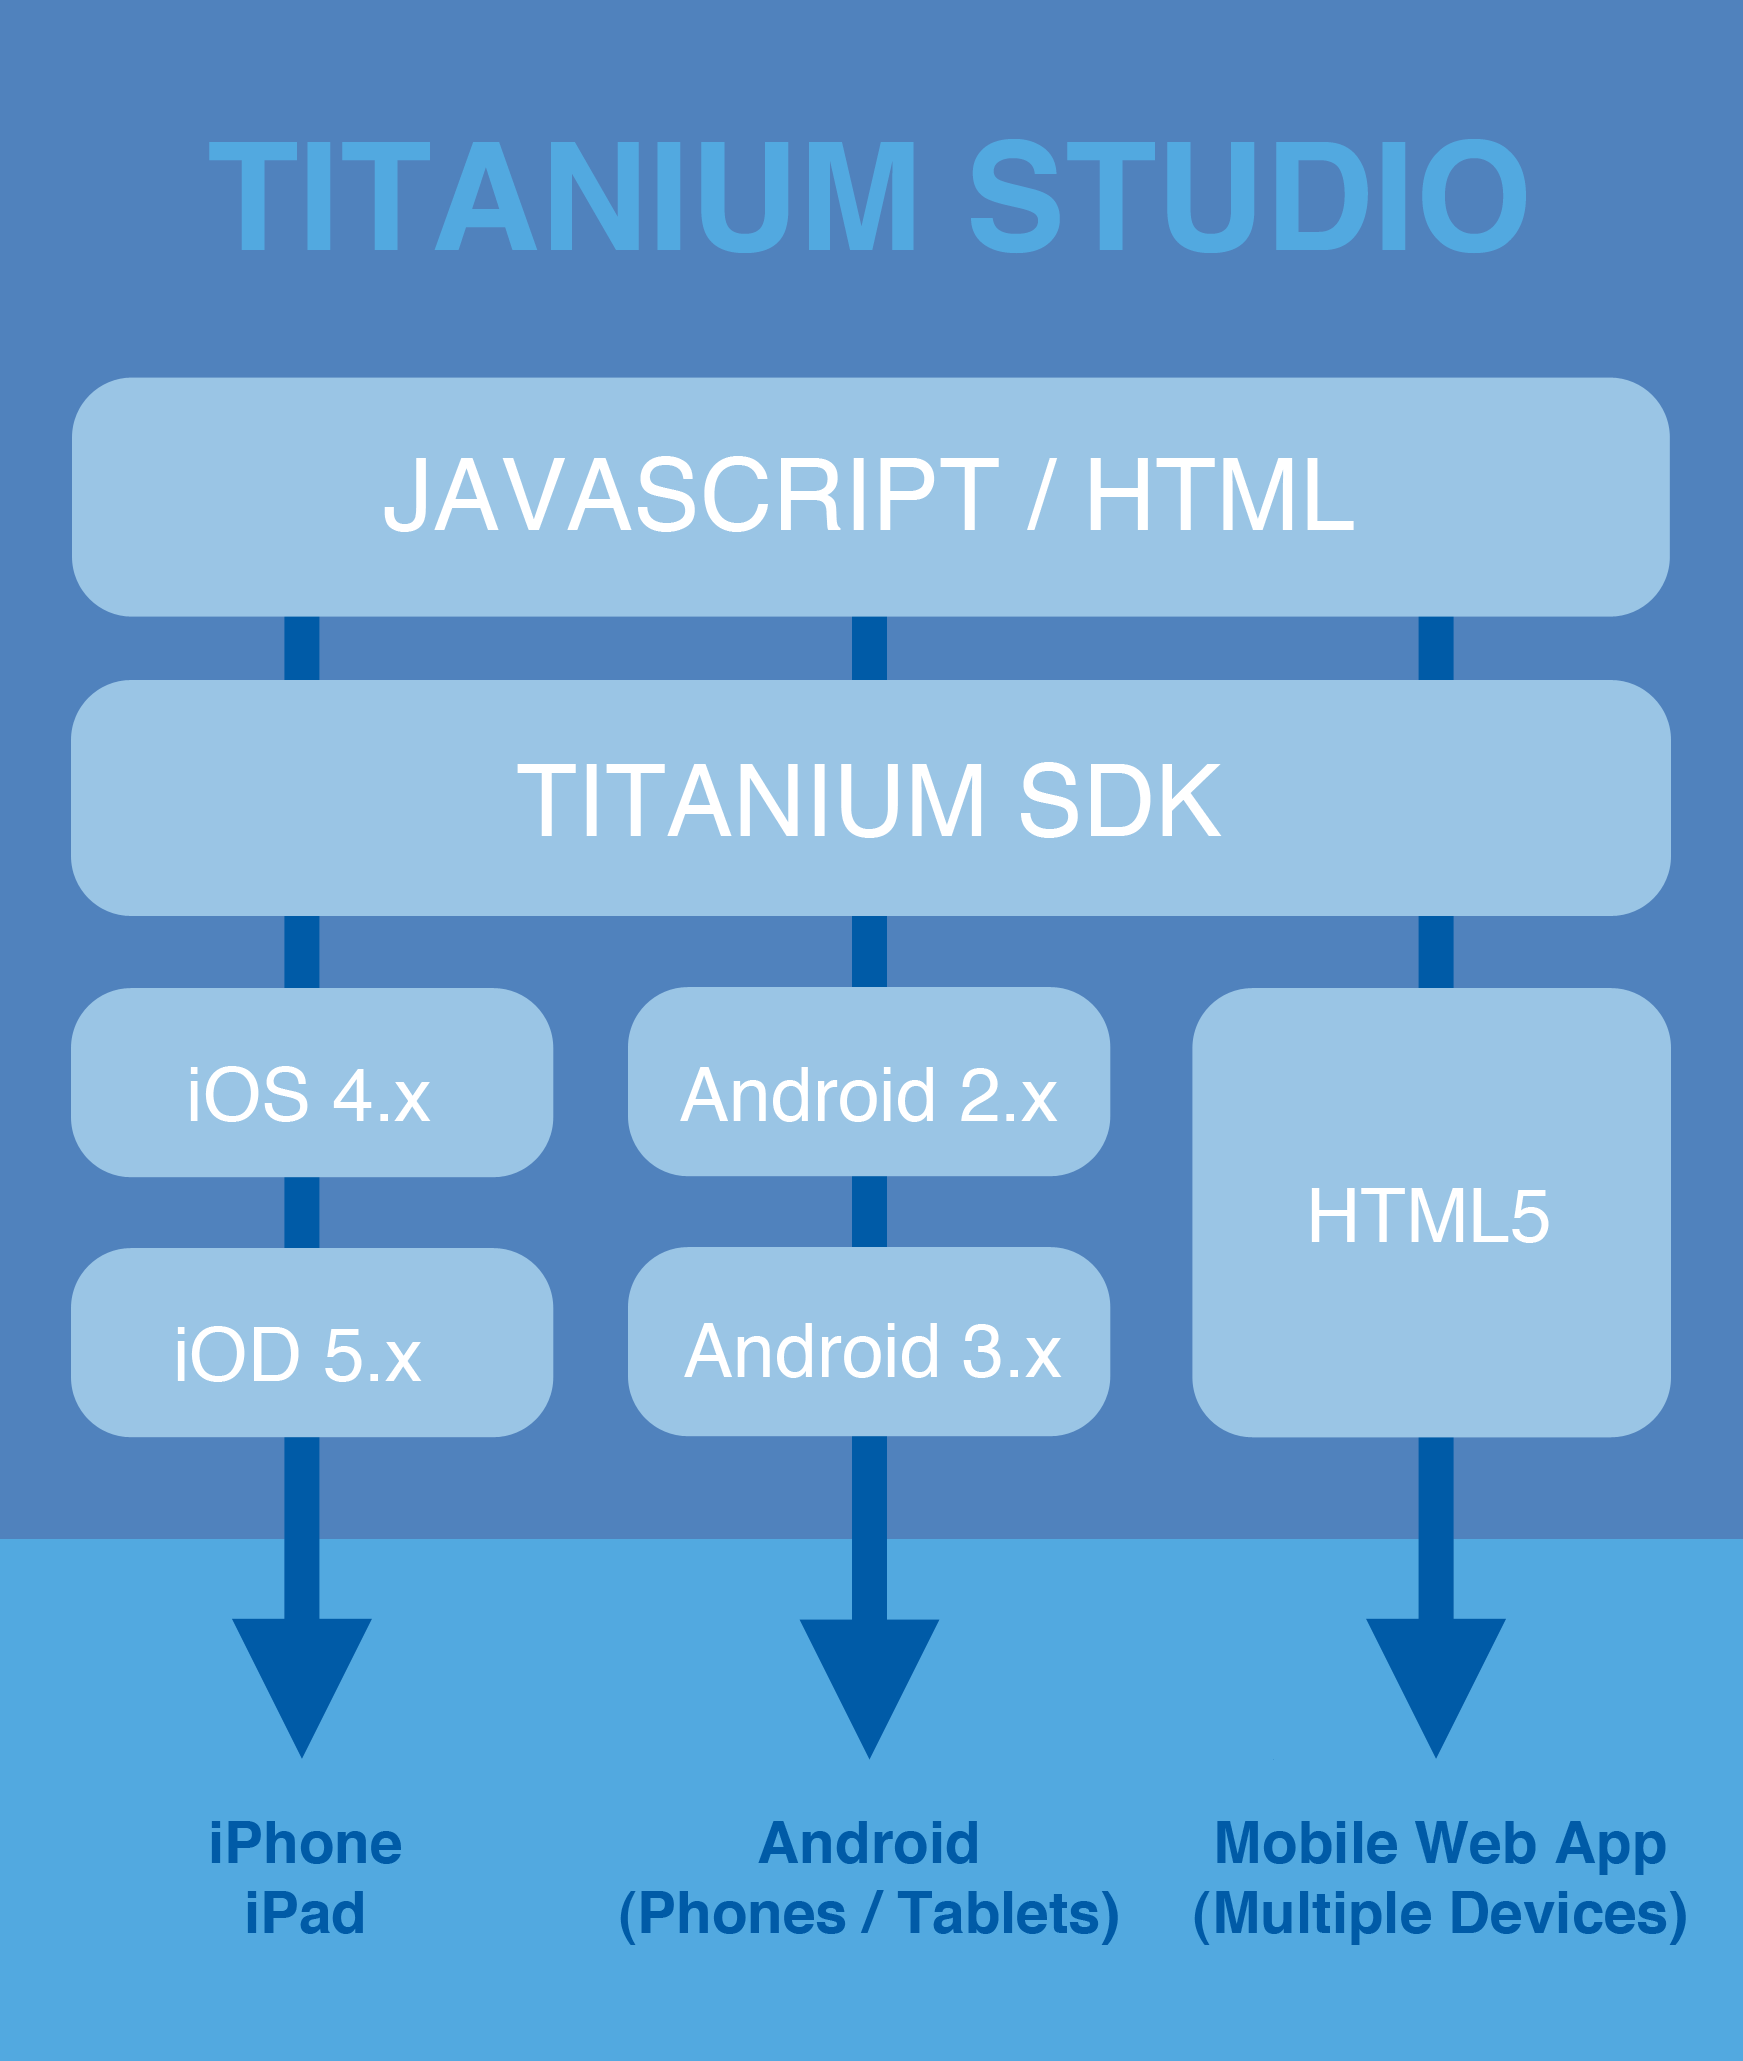 TITANIUM STUDIO
JAVASCRIPT / HTML
TITANIUM SDK
iOS 4.x
Android 2.x
HTML5
iOD 5.x
Android 3.x
iPhone
iPad
Android
(Phones / Tablets)
Mobile Web App
(Multiple Devices)